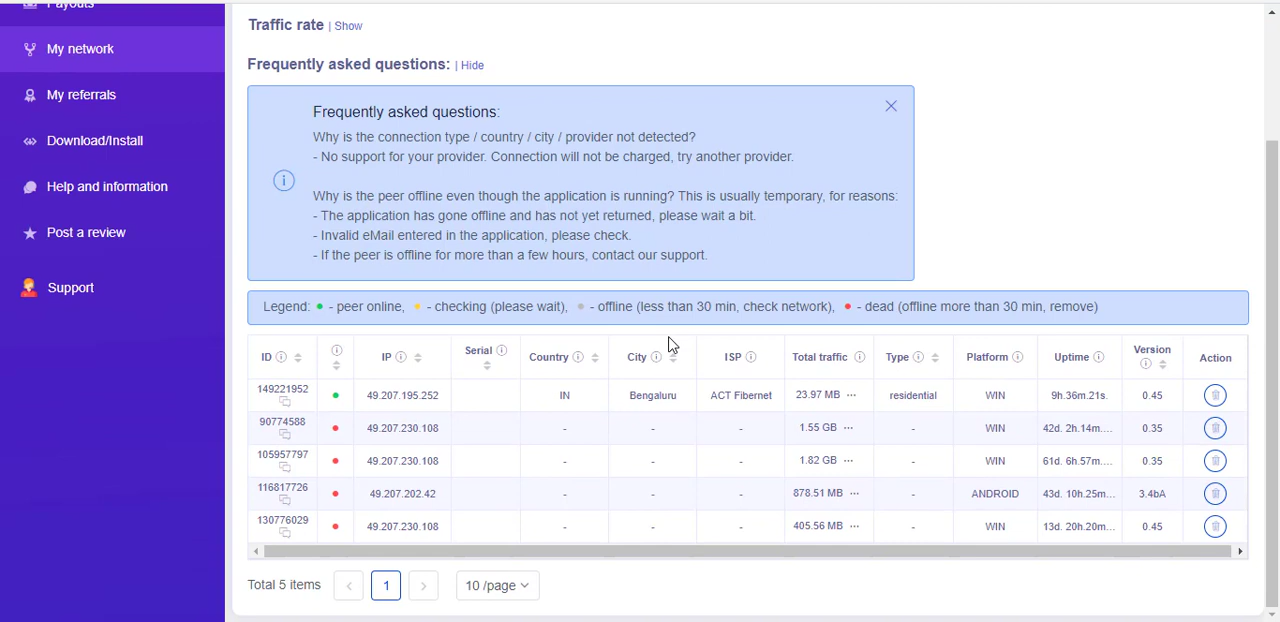 Payouts
My network
My referrals
Download/Install
Help and information
Post a review
Support
Traffic rate | Show
Frequently asked questions: | Hide
Frequently asked questions:
Why is the connection type / country / city / provider not detected?
- No support for your provider. Connection will not be charged, try another provider.
Why is the peer offline even though the application is running? This is usually temporary, for reasons:
- The application has gone offline and has not yet returned, please wait a bit.
- Invalid eMail entered in the application, please check.
- If the peer is offline for more than a few hours, contact our support.
Legend: - peer online, - checking (please wait), - offline (less than 30 min, check network), - dead (offline more than 30 min, remove)
ID IP Serial Country City ISP Total traffic Type Platform Uptime Version Action
149221952 49.207.195.252 IN Bengaluru ACT Fibernet 23.97 MB ··· residential WIN 9h.36m.21s. 0.45
90774588 49.207.230.108 - - - 1.55 GB ··· - WIN 42d. 2h.14m.... 0.35
105957797 49.207.230.108 - - - 1.82 GB ··· - WIN 61d. 6h.57m.... 0.35
116817726 49.207.202.42 - - - 878.51 MB ··· - ANDROID 43d. 10h.25m... 3.4bA
130776029 49.207.230.108 - - - 405.56 MB ··· - WIN 13d. 20h.20m... 0.45
Total 5 items < 1 > 10 /page